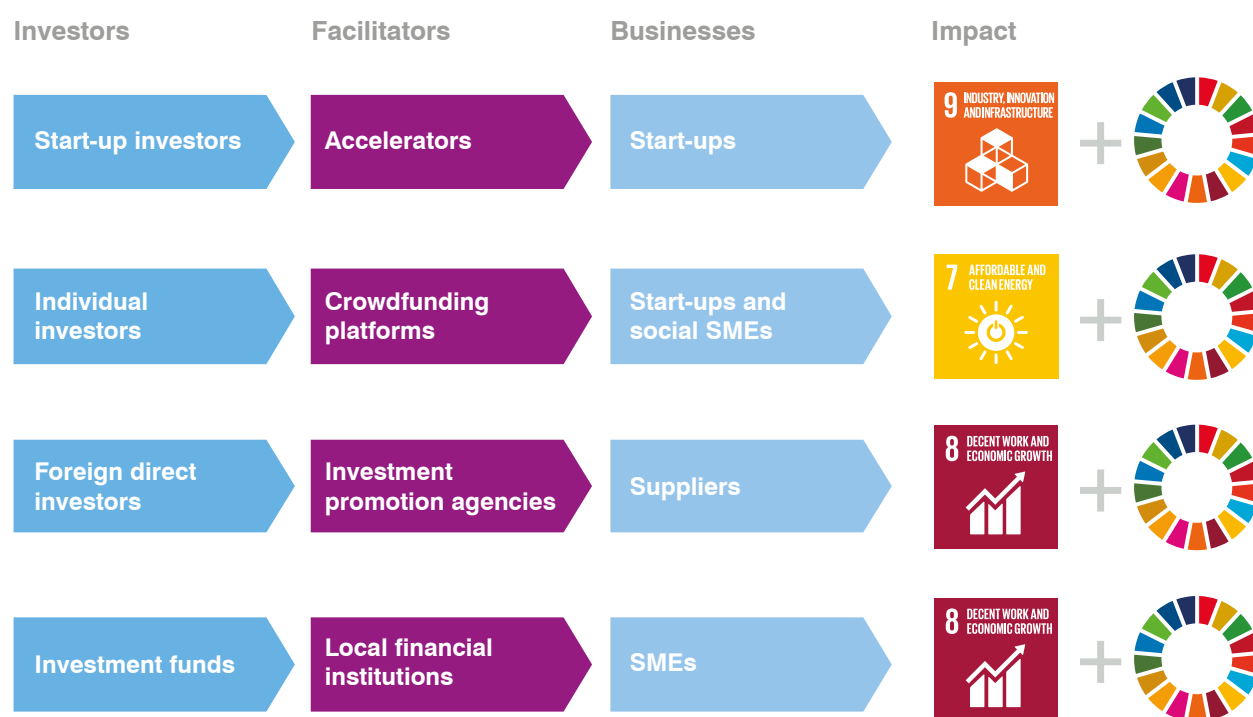 Investors
Facilitators
Businesses
Impact
Start-up investors
Accelerators
Start-ups
9 INDUSTRY, INNOVATION
ANDINFRASTRUCTURE
Individual
investors
Crowdfunding
platforms
Start-ups and
social SMEs
7 AFFORDABLE AND
CLEAN ENERGY
Foreign direct
investors
Investment
promotion agencies
Suppliers
8 DECENT WORK AND
ECONOMIC GROWTH
Investment funds
Local financial
institutions
SMEs
8 DECENT WORK AND
ECONOMIC GROWTH